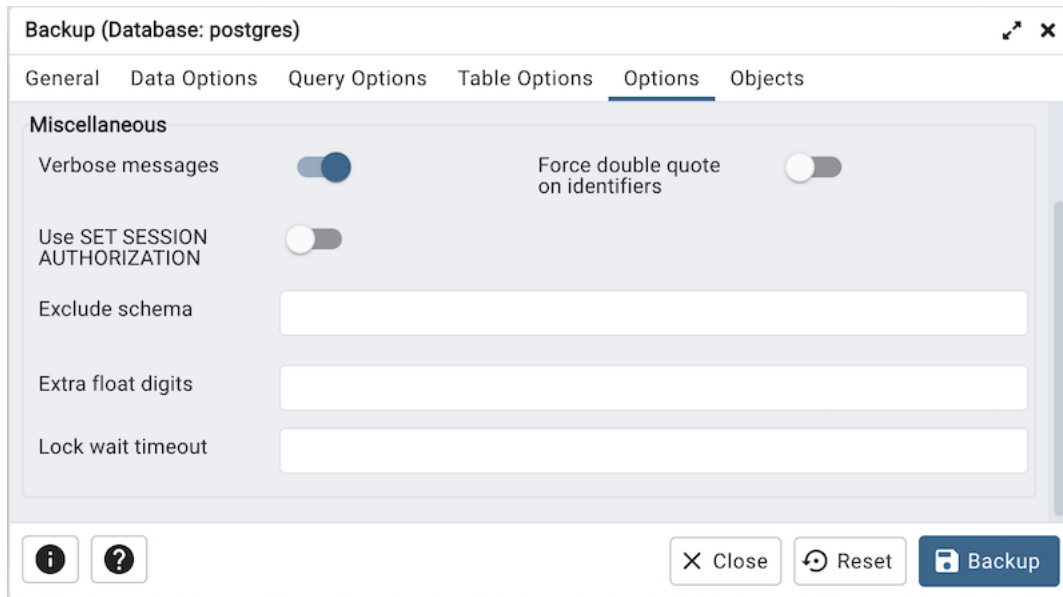 Backup (Database: postgres)
General Data Options Query Options Table Options Options Objects
Miscellaneous
Verbose messages
Force double quote
on identifiers
Use SET SESSION
AUTHORIZATION
Exclude schema
Extra float digits
Lock wait timeout
Close Reset Backup